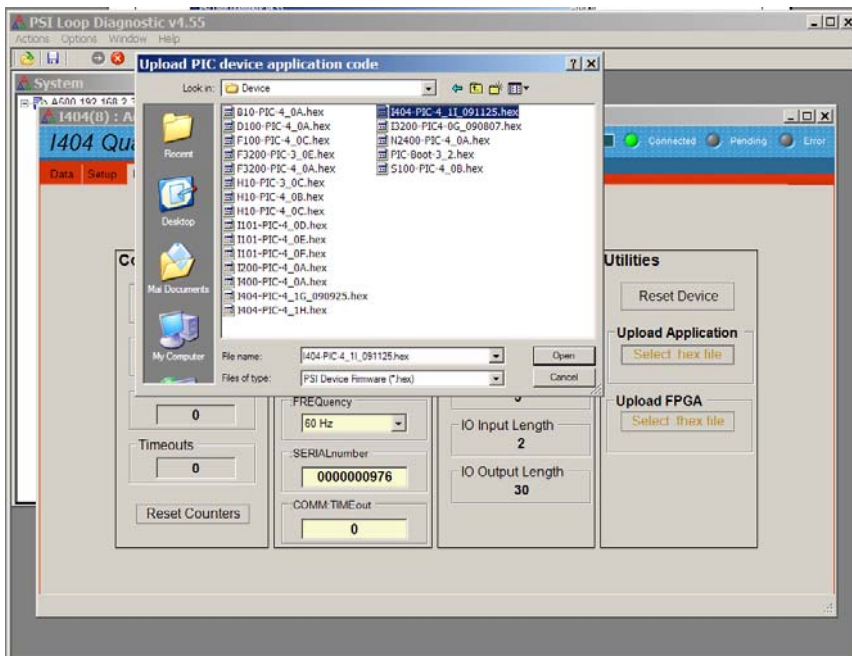 PSI Loop Diagnostic v4.55
Actions Options Window Help
System
I404(8) : A
I404 Qua
Connected Pending Error
Data Setup
Upload PIC device application code
Look in: Device
Recent
Desktop
Mai Documents
My Computer
B10-PIC-4_0A.hex
D100-PIC-4_0A.hex
F100-PIC-4_0C.hex
F3200-PIC-3_0E.hex
F3200-PIC-4_0A.hex
H10-PIC-3_0C.hex
H10-PIC-4_0B.hex
H10-PIC-4_0C.hex
I101-PIC-4_0D.hex
I101-PIC-4_0E.hex
I101-PIC-4_0F.hex
I200-PIC-4_0A.hex
I400-PIC-4_0A.hex
I404-PIC-4_1G_090925.hex
I404-PIC-4_1H.hex
I404-PIC-4_1I_091125.hex
I3200-PIC4-0G_090807.hex
N2400-PIC-4_0A.hex
PIC-Boot-3_2.hex
S100-PIC-4_0B.hex
File name: I404-PIC-4_1I_091125.hex Open
Files of type: PSI Device Firmware (*.hex) Cancel
0
Timeouts
0
Reset Counters
:FREQuency
60 Hz
:SERIALnumber
0000000976
:COMM:TIMEout
0
IO Input Length
2
IO Output Length
30
Utilities
Reset Device
Upload Application
Select .hex file
Upload FPGA
Select .fhex file